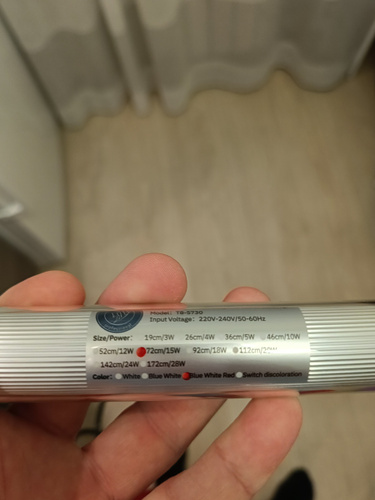 Model: TB-S730
Input Voltage: 220V-240V/50-60Hz
Size/Power: 19cm/3W 26cm/4W 36cm/5W 46cm/10W
52cm/12W 72cm/15W 92cm/18W 112cm/20W
142cm/24W 172cm/28W
Color: White Blue White Blue White Red Switch discoloration